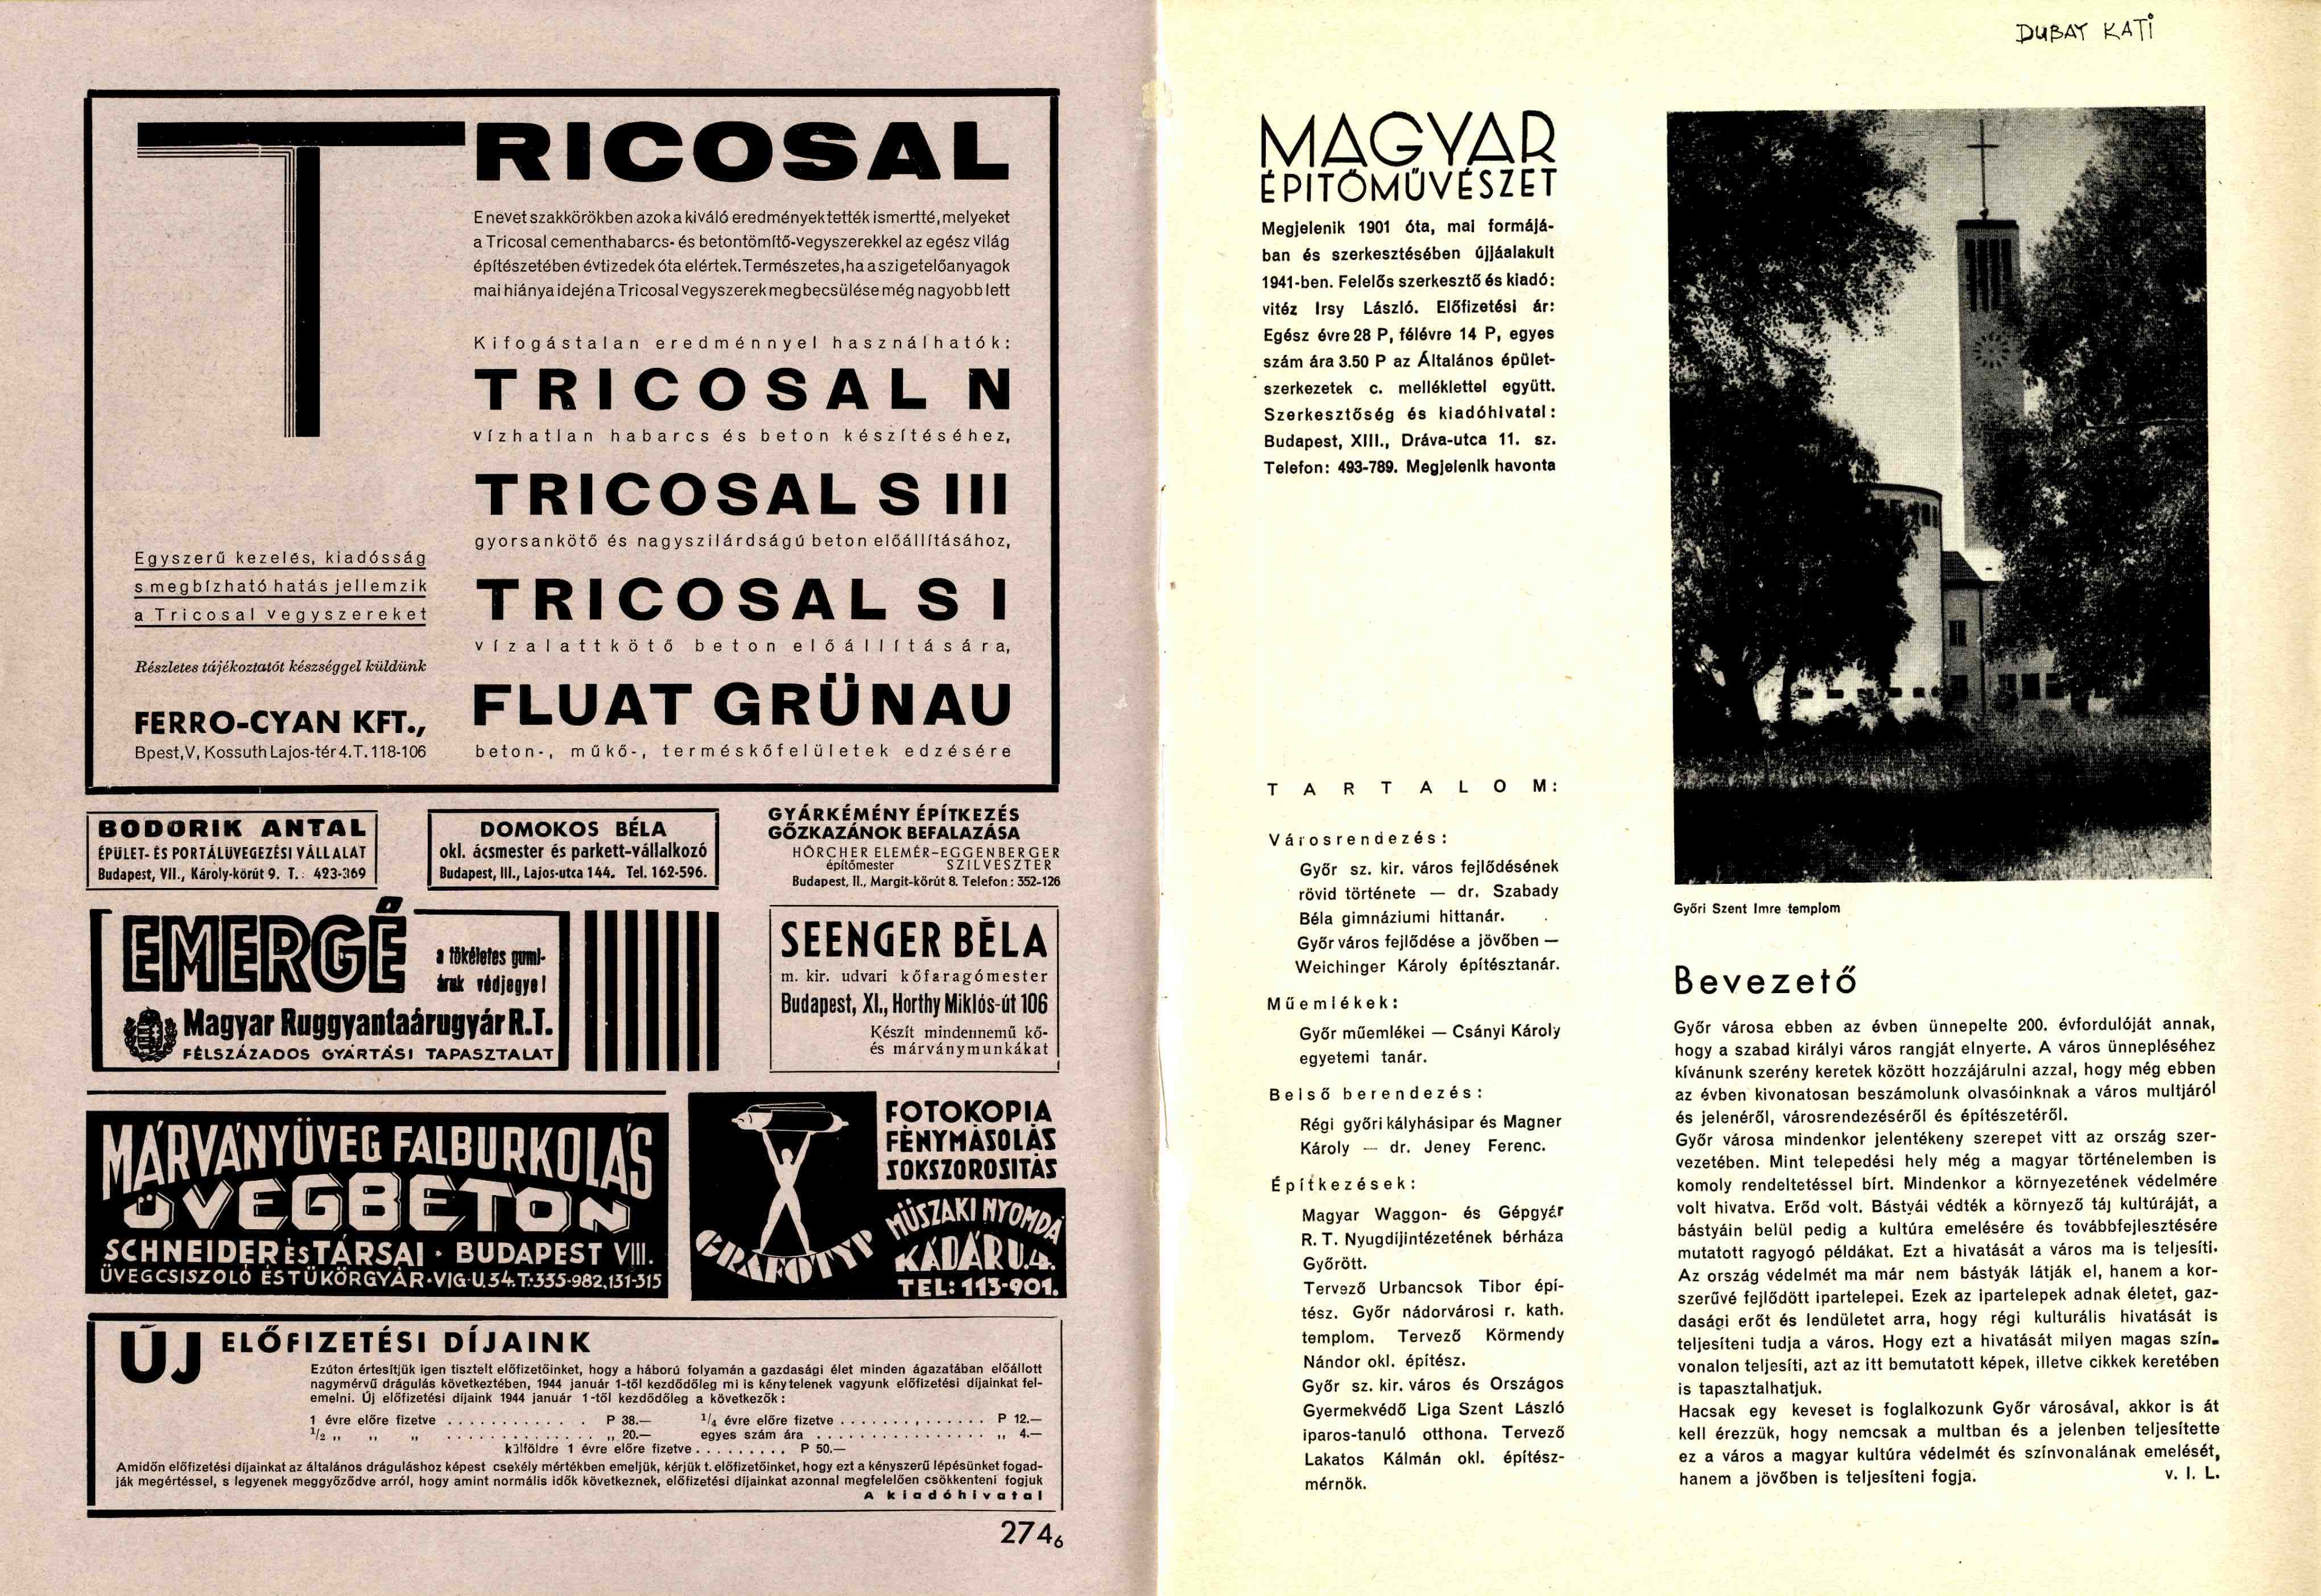 TRICOSAL
E nevet szakkörökben azok a kiváló eredmények tették ismertté, melyeket
a Tricosal cementhabarcs- és betontömítő-vegyszerekkel az egész világ
építészetében évtizedek óta elértek. Természetes, ha a szigetelőanyagok
mai hiánya idején a Tricosal vegyszerek megbecsülése még nagyobb lett
Kifogástalan eredménnyel használhatók:
TRICOSAL N
vízhatlan habarcs és beton készítéséhez,
TRICOSAL S III
gyorsankötő és nagyszilárdságú beton előállításához,
TRICOSAL S I
vízalattkötő beton előállítására,
FLUAT GRÜNAU
beton-, műkő-, terméskőfelületek edzésére
Egyszerű kezelés, kiadósság
s megbízható hatás jellemzik
a Tricosal vegyszereket
Részletes tájékoztatót készséggel küldünk
FERRO-CYAN KFT.,
Bpest, V, Kossuth Lajos-tér 4. T. 118-106
BODORIK ANTAL
ÉPÜLET- ÉS PORTÁLÜVEGEZÉSI VÁLLALAT
Budapest, VII., Károly-körút 9. T.: 423-369
DOMOKOS BÉLA
okl. ácsmester és parkett-vállalkozó
Budapest, III., Lajos-utca 144. Tel. 162-596.
GYÁRKÉMÉNY ÉPÍTKEZÉS
GŐZKAZÁNOK BEFALAZÁSA
HÖRCHER ELEMÉR-EGGENBERGER
építőmester SZILVESZTER
Budapest, II., Margit-körút 8. Telefon: 352-126
EMERGÉ
a tökéletes gumi-
áruk védjegye!
Magyar Ruggyantaárugyár R.T.
FÉLSZÁZADOS GYÁRTÁSI TAPASZTALAT
SEENGER BÉLA
m. kir. udvari kőfaragómester
Budapest, XI., Horthy Miklós-út 106
Készít mindennemű kő-
és márványmunkákat
MÁRVÁNYÜVEG FALBURKOLÁS
ÜVEGBETON
SCHNEIDER ÉS TÁRSAI · BUDAPEST VIII.
ÜVEGCSISZOLÓ ÉS TÜKÖRGYÁR · VIG·U. 34. T:335-982, 131-315
FOTOKOPIA
FÉNYMÁSOLÁS
SOKSZOROSITÁS
GRAFOTYP
MŰSZAKI NYOMDA
KÁDÁR U.4.
TEL: 113-901.
ÚJ ELŐFIZETÉSI DÍJAINK
Ezúton értesítjük igen tisztelt előfizetőinket, hogy a háború folyamán a gazdasági élet minden ágazatában előállott
nagymérvű drágulás következtében, 1944 január 1-től kezdődőleg mi is kénytelenek vagyunk előfizetési díjainkat fel-
emelni. Új előfizetési díjaink 1944 január 1-től kezdődőleg a következők:
1 évre előre fizetve . . . . . . . . . . . . P 38.— 1/4 évre előre fizetve . . . . . . . . . . . . . . P 12.—
1/2 „ „ „ . . . . . . . . . . . . . . „ 20.— egyes szám ára . . . . . . . . . . . . . . . . „ 4.—
külföldre 1 évre előre fizetve . . . . . . . . . P 50.—
Amidőn előfizetési díjainkat az általános dráguláshoz képest csekély mértékben emeljük, kérjük t. előfizetőinket, hogy ezt a kényszerű lépésünket fogad-
ják megértéssel, s legyenek meggyőződve arról, hogy amint normális idők következnek, előfizetési díjainkat azonnal megfelelően csökkenteni fogjuk
A kiadóhivatal
274₆
DUBAY KATI
MAGYAR
ÉPITŐMŰVÉSZET
Megjelenik 1901 óta, mai formájá-
ban és szerkesztésében újjáalakult
1941-ben. Felelős szerkesztő és kiadó:
vitéz Irsy László. Előfizetési ár:
Egész évre 28 P, félévre 14 P, egyes
szám ára 3.50 P az Általános épület-
szerkezetek c. melléklettel együtt.
Szerkesztőség és kiadóhivatal:
Budapest, XIII., Dráva-utca 11. sz.
Telefon: 493-789. Megjelenik havonta
TARTALOM:
Városrendezés:
Győr sz. kir. város fejlődésének
rövid története — dr. Szabady
Béla gimnáziumi hittanár.
Győr város fejlődése a jövőben —
Weichinger Károly építésztanár.
Műemlékek:
Győr műemlékei — Csányi Károly
egyetemi tanár.
Belső berendezés:
Régi győri kályhásipar és Magner
Károly — dr. Jeney Ferenc.
Építkezések:
Magyar Waggon- és Gépgyár
R. T. Nyugdíjintézetének bérháza
Győrött.
Tervező Urbancsok Tibor épí-
tész. Győr nádorvárosi r. kath.
templom. Tervező Körmendy
Nándor okl. építész.
Győr sz. kir. város és Országos
Gyermekvédő Liga Szent László
iparos-tanuló otthona. Tervező
Lakatos Kálmán okl. építész-
mérnök.
Győri Szent Imre templom
Bevezető
Győr városa ebben az évben ünnepelte 200. évfordulóját annak,
hogy a szabad királyi város rangját elnyerte. A város ünnepléséhez
kívánunk szerény keretek között hozzájárulni azzal, hogy még ebben
az évben kivonatosan beszámolunk olvasóinknak a város multjáról
és jelenéről, városrendezéséről és építészetéről.
Győr városa mindenkor jelentékeny szerepet vitt az ország szer-
vezetében. Mint telepedési hely még a magyar történelemben is
komoly rendeltetéssel bírt. Mindenkor a környezetének védelmére
volt hivatva. Erőd volt. Bástyái védték a környező táj kultúráját, a
bástyáin belül pedig a kultúra emelésére és továbbfejlesztésére
mutatott ragyogó példákat. Ezt a hivatását a város ma is teljesíti.
Az ország védelmét ma már nem bástyák látják el, hanem a kor-
szerűvé fejlődött ipartelepei. Ezek az ipartelepek adnak életet, gaz-
dasági erőt és lendületet arra, hogy régi kulturális hivatását is
teljesíteni tudja a város. Hogy ezt a hivatását milyen magas szín-
vonalon teljesíti, azt az itt bemutatott képek, illetve cikkek keretében
is tapasztalhatjuk.
Hacsak egy keveset is foglalkozunk Győr városával, akkor is át
kell érezzük, hogy nemcsak a multban és a jelenben teljesítette
ez a város a magyar kultúra védelmét és színvonalának emelését,
hanem a jövőben is teljesíteni fogja. v. I. L.